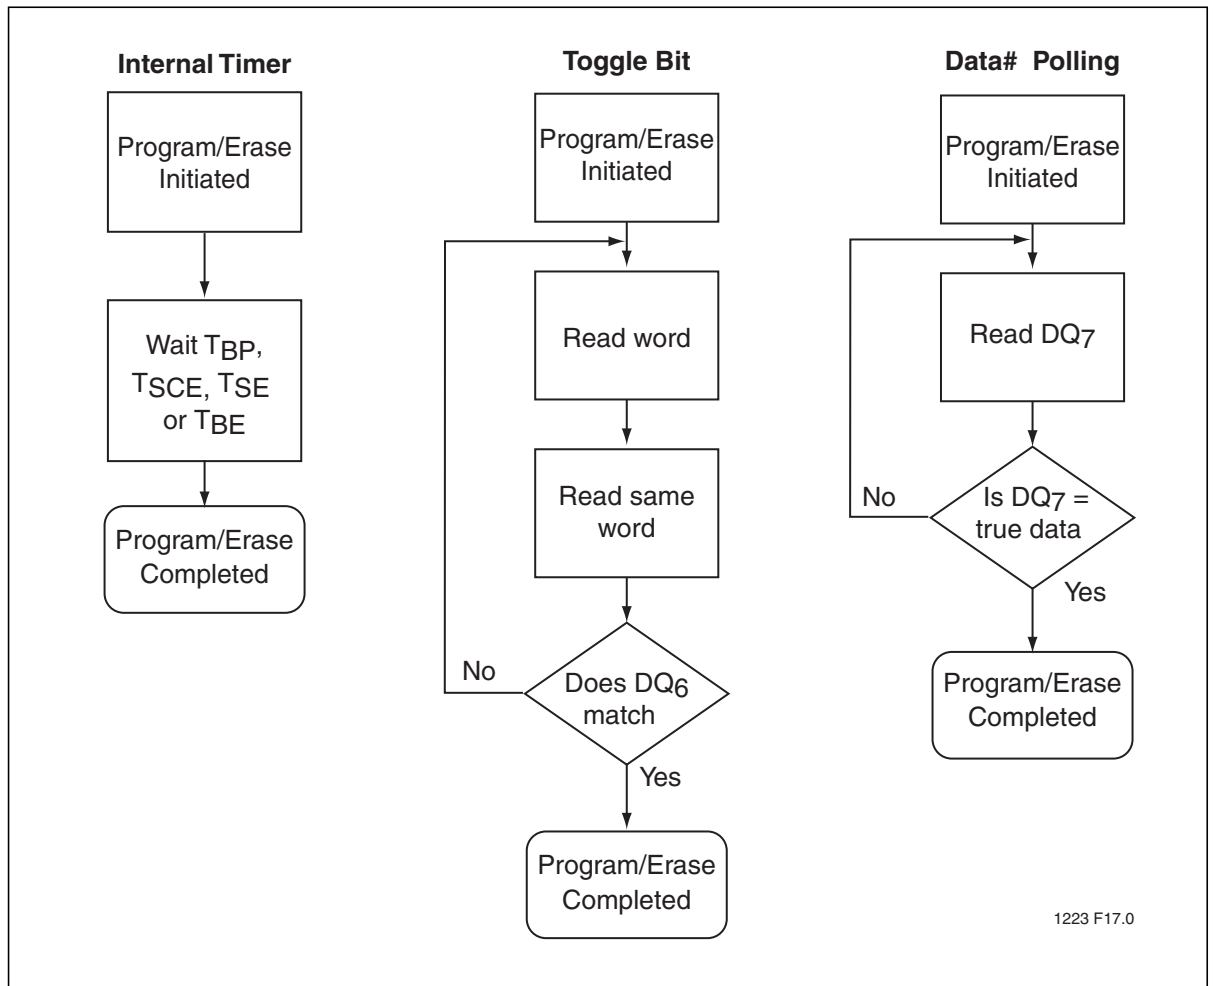 Internal Timer
Program/Erase
Initiated
Wait TBP,
TSCE, TSE
or TBE
Program/Erase
Completed
Toggle Bit
Program/Erase
Initiated
Read word
Read same
word
Does DQ6
match
No
Yes
Program/Erase
Completed
Data# Polling
Program/Erase
Initiated
Read DQ7
Is DQ7 =
true data
No
Yes
Program/Erase
Completed
1223 F17.0